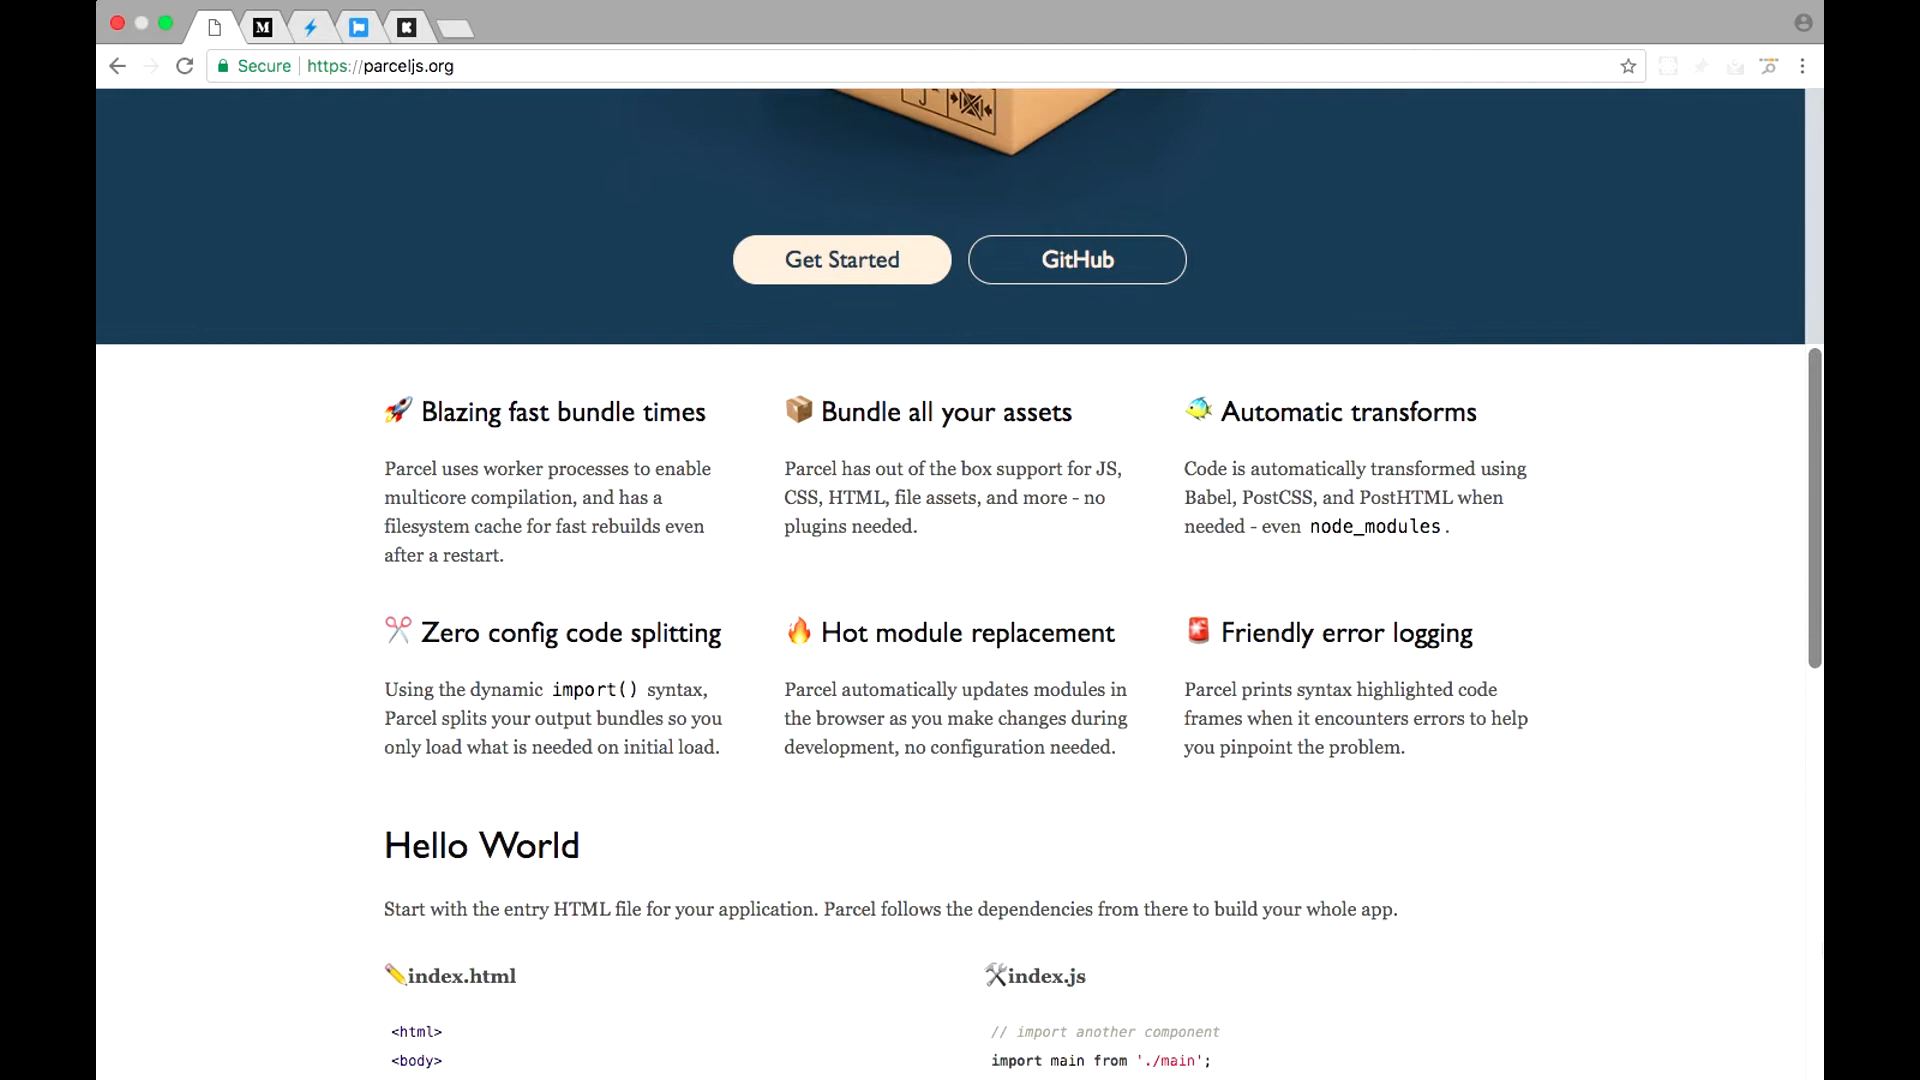 Secure https://parceljs.org
Get Started
GitHub
🚀 Blazing fast bundle times
Parcel uses worker processes to enable
multicore compilation, and has a
filesystem cache for fast rebuilds even
after a restart.
📦 Bundle all your assets
Parcel has out of the box support for JS,
CSS, HTML, file assets, and more - no
plugins needed.
🐠 Automatic transforms
Code is automatically transformed using
Babel, PostCSS, and PostHTML when
needed - even node_modules.
✂️ Zero config code splitting
Using the dynamic import() syntax,
Parcel splits your output bundles so you
only load what is needed on initial load.
🔥 Hot module replacement
Parcel automatically updates modules in
the browser as you make changes during
development, no configuration needed.
🚨 Friendly error logging
Parcel prints syntax highlighted code
frames when it encounters errors to help
you pinpoint the problem.
Hello World
Start with the entry HTML file for your application. Parcel follows the dependencies from there to build your whole app.
✏️index.html
<html>
<body>
🛠index.js
// import another component
import main from './main';